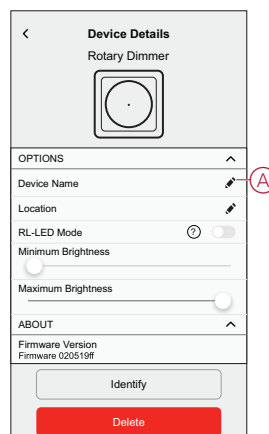 Device Details
Rotary Dimmer
OPTIONS
Device Name
A
Location
RL-LED Mode
?
Minimum Brightness
Maximum Brightness
ABOUT
Firmware Version
Firmware 020519ff
Identify
Delete